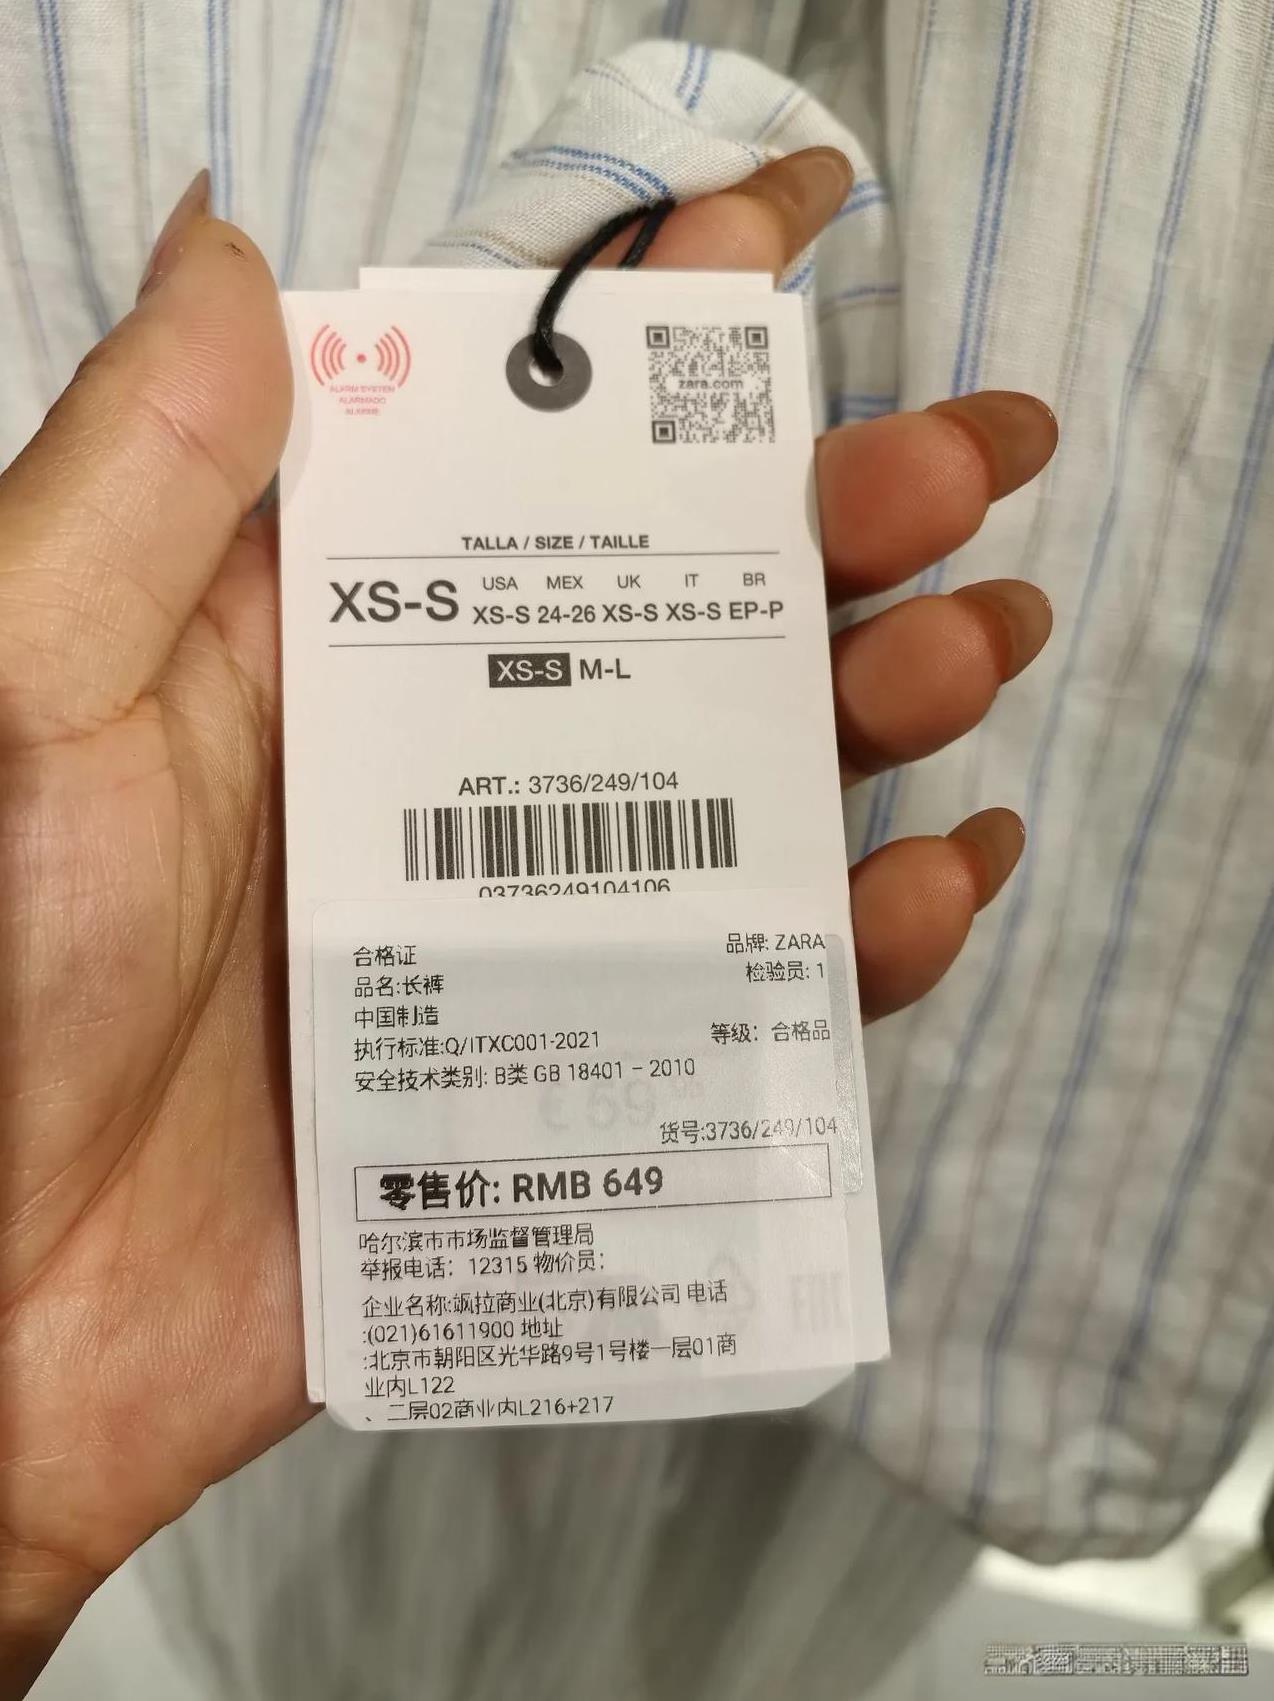 ALARM SYSTEM
ALARMADO
ALARME
zara.com
TALLA / SIZE / TAILLE
XS-S
USA MEX UK IT BR
XS-S 24-26 XS-S XS-S EP-P
XS-S M-L
ART.: 3736/249/104
03736249104106
合格证
品牌: ZARA
品名:长裤
检验员: 1
中国制造
执行标准:Q/ITXC001-2021
等级: 合格品
安全技术类别: B类 GB 18401 - 2010
货号:3736/249/104
零售价: RMB 649
哈尔滨市市场监督管理局
举报电话: 12315 物价员:
企业名称:飒拉商业(北京)有限公司 电话
:(021)61611900 地址
:北京市朝阳区光华路9号1号楼一层01商
业内L122
、二层02商业内L216+217